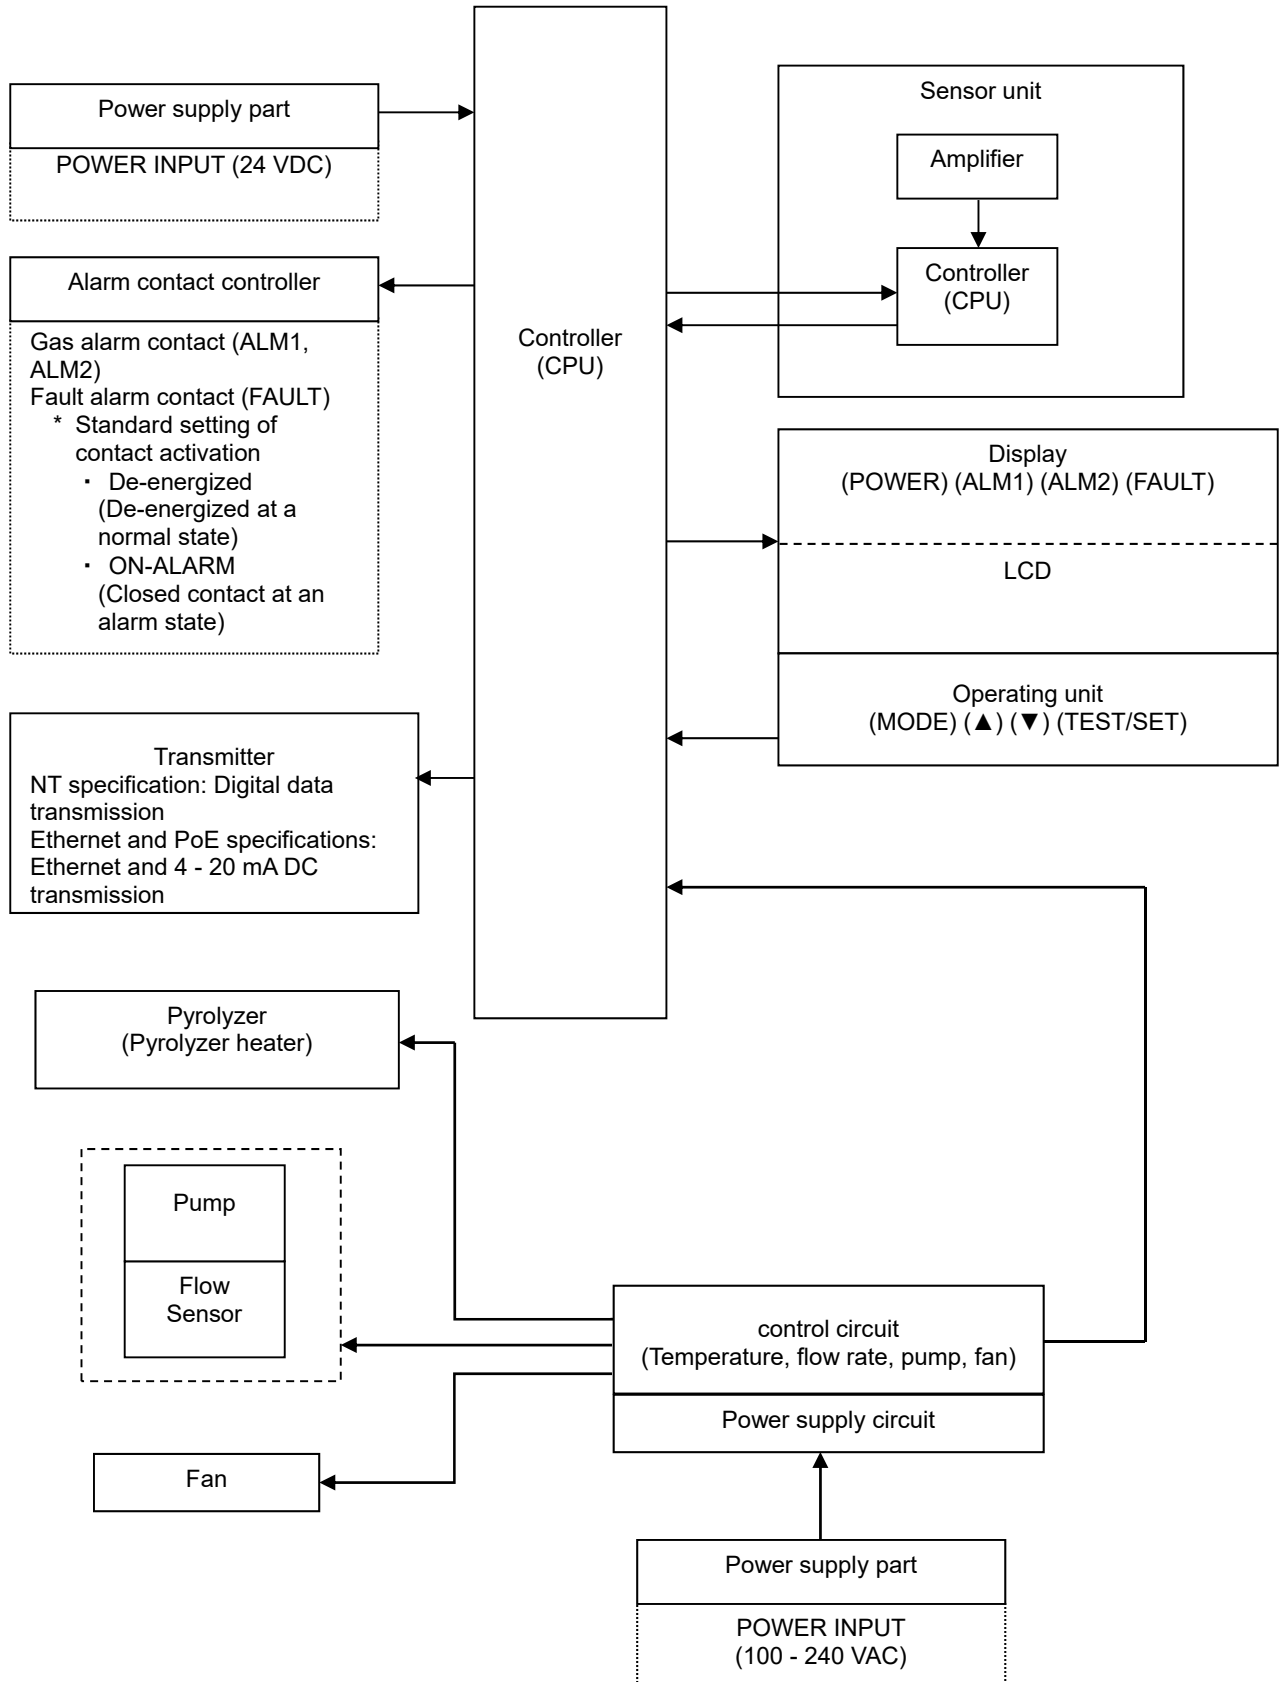 Power supply part
POWER INPUT (24 VDC)
Alarm contact controller
Gas alarm contact (ALM1,
ALM2)
Fault alarm contact (FAULT)
* Standard setting of
contact activation
・ De-energized
(De-energized at a
normal state)
・ ON-ALARM
(Closed contact at an
alarm state)
Transmitter
NT specification: Digital data
transmission
Ethernet and PoE specifications:
Ethernet and 4 - 20 mA DC
transmission
Controller
(CPU)
Sensor unit
Amplifier
Controller
(CPU)
Display
(POWER) (ALM1) (ALM2) (FAULT)
LCD
Operating unit
(MODE) (▲) (▼) (TEST/SET)
Pyrolyzer
(Pyrolyzer heater)
Pump
Flow
Sensor
Fan
control circuit
(Temperature, flow rate, pump, fan)
Power supply circuit
Power supply part
POWER INPUT
(100 - 240 VAC)